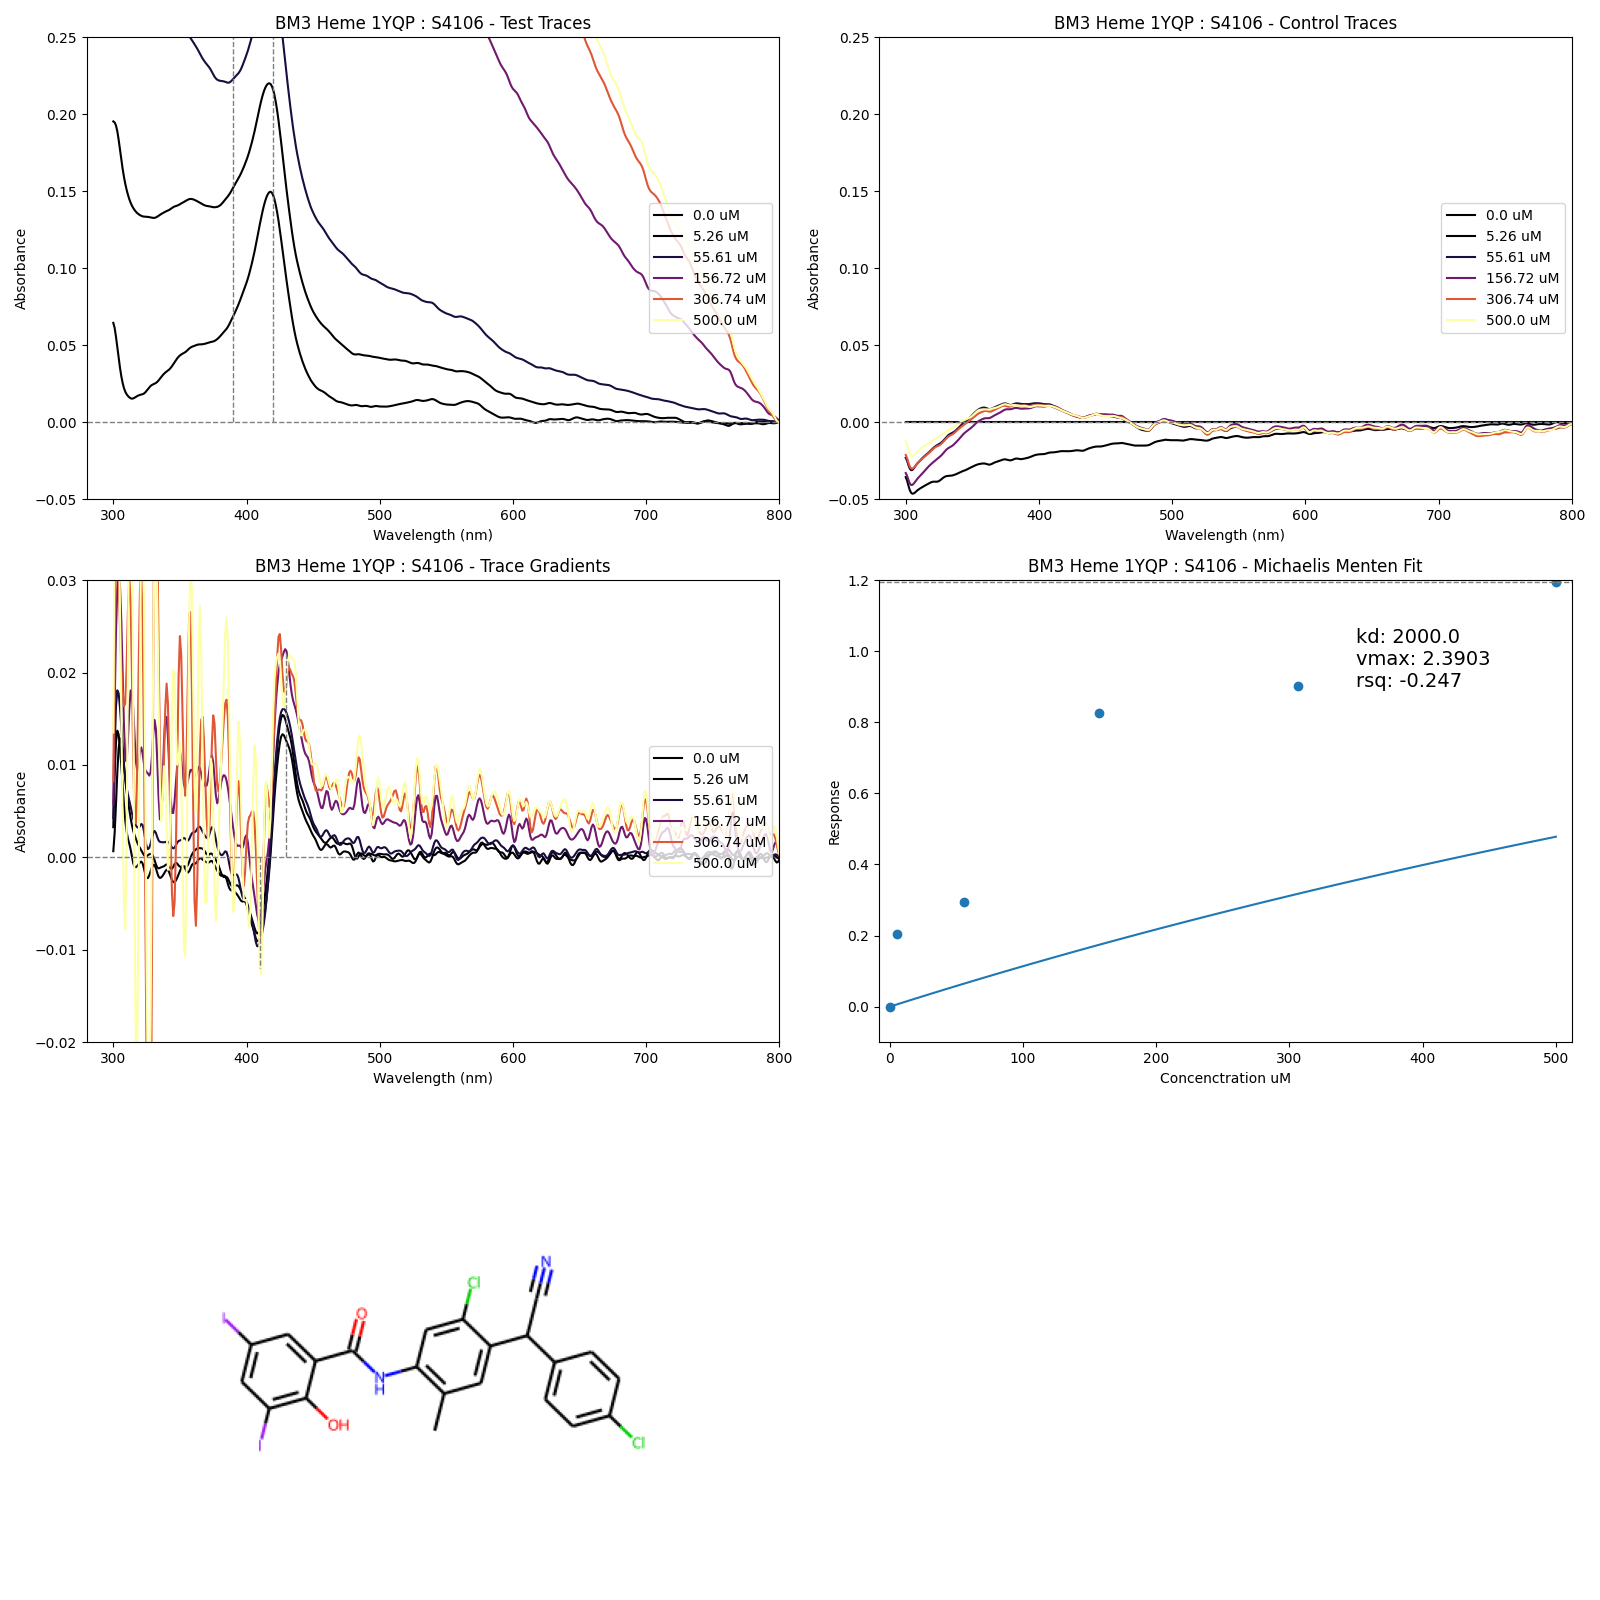 BM3 Heme 1YQP : S4106 - Test Traces
0.25
0.20
0.15
0.10
0.05
0.00
−0.05
Absorbance
300 400 500 600 700 800
Wavelength (nm)
0.0 uM
5.26 uM
55.61 uM
156.72 uM
306.74 uM
500.0 uM
BM3 Heme 1YQP : S4106 - Control Traces
0.25
0.20
0.15
0.10
0.05
0.00
−0.05
Absorbance
300 400 500 600 700 800
Wavelength (nm)
0.0 uM
5.26 uM
55.61 uM
156.72 uM
306.74 uM
500.0 uM
BM3 Heme 1YQP : S4106 - Trace Gradients
0.03
0.02
0.01
0.00
−0.01
−0.02
Absorbance
300 400 500 600 700 800
Wavelength (nm)
0.0 uM
5.26 uM
55.61 uM
156.72 uM
306.74 uM
500.0 uM
BM3 Heme 1YQP : S4106 - Michaelis Menten Fit
1.2
1.0
0.8
0.6
0.4
0.2
0.0
Response
kd: 2000.0
vmax: 2.3903
rsq: -0.247
0 100 200 300 400 500
Concenctration uM
N
Cl
O
I
N
H
OH
I
Cl